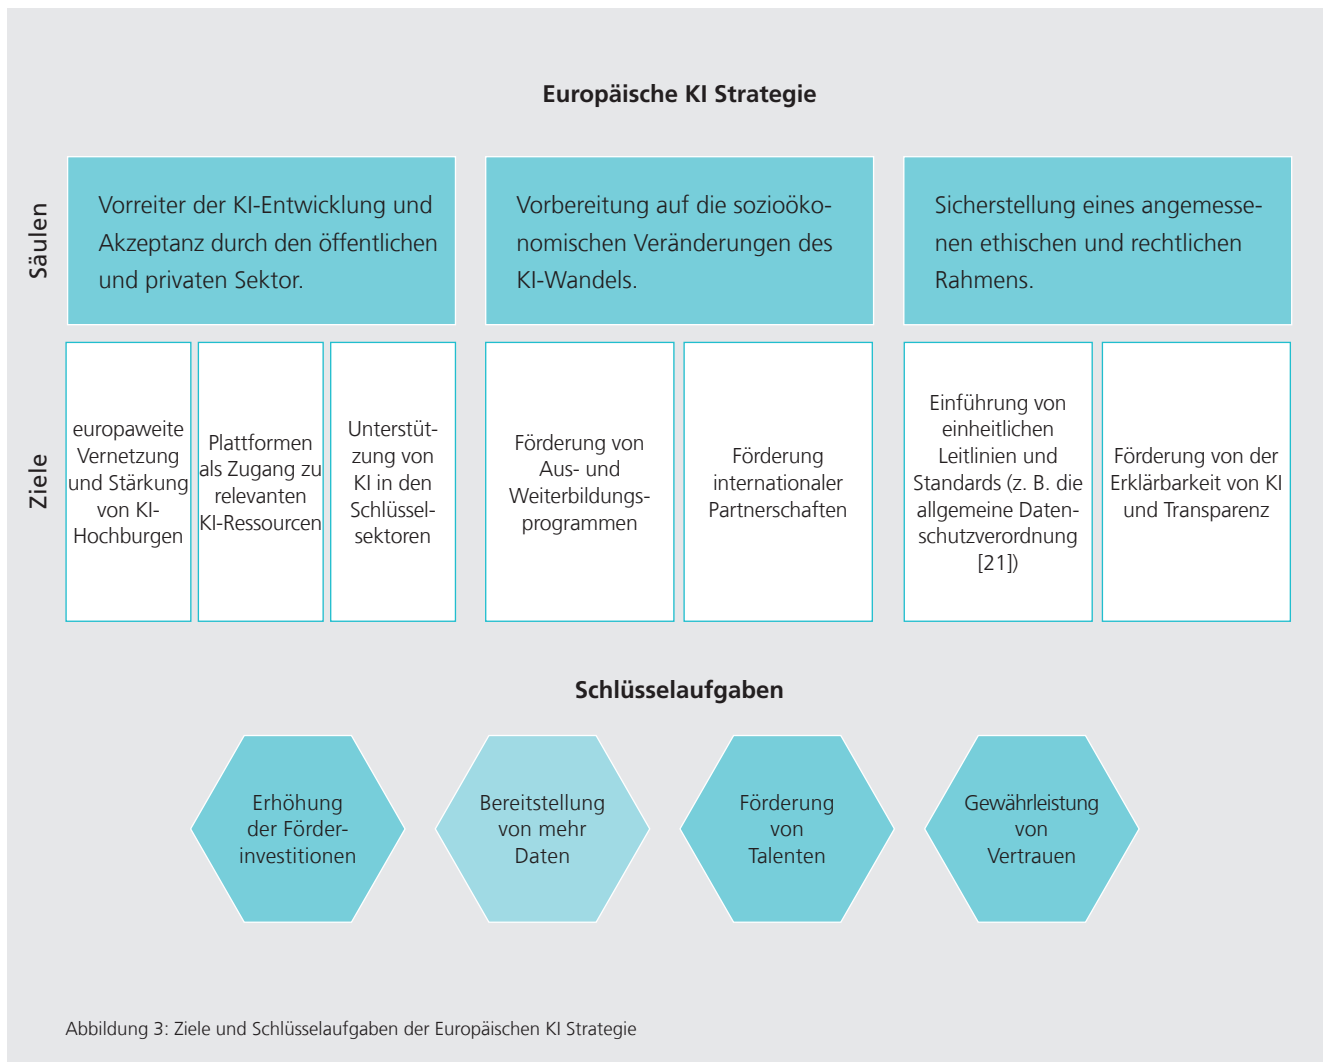 Europäische KI Strategie
Säulen
Vorreiter der KI-Entwicklung und
Akzeptanz durch den öffentlichen
und privaten Sektor.
Vorbereitung auf die sozioöko-
nomischen Veränderungen des
KI-Wandels.
Sicherstellung eines angemesse-
nen ethischen und rechtlichen
Rahmens.
Ziele
europaweite
Vernetzung
und Stärkung
von KI-
Hochburgen
Plattformen
als Zugang zu
relevanten
KI-Ressourcen
Unterstüt-
zung von
KI in den
Schlüssel-
sektoren
Förderung von
Aus- und
Weiterbildungs-
programmen
Förderung
internationaler
Partnerschaften
Einführung von
einheitlichen
Leitlinien und
Standards (z. B. die
allgemeine Daten-
schutzverordnung
[21])
Förderung von der
Erklärbarkeit von KI
und Transparenz
Schlüsselaufgaben
Erhöhung
der Förder-
investitionen
Bereitstellung
von mehr
Daten
Förderung
von
Talenten
Gewährleistung
von
Vertrauen
Abbildung 3: Ziele und Schlüsselaufgaben der Europäischen KI Strategie